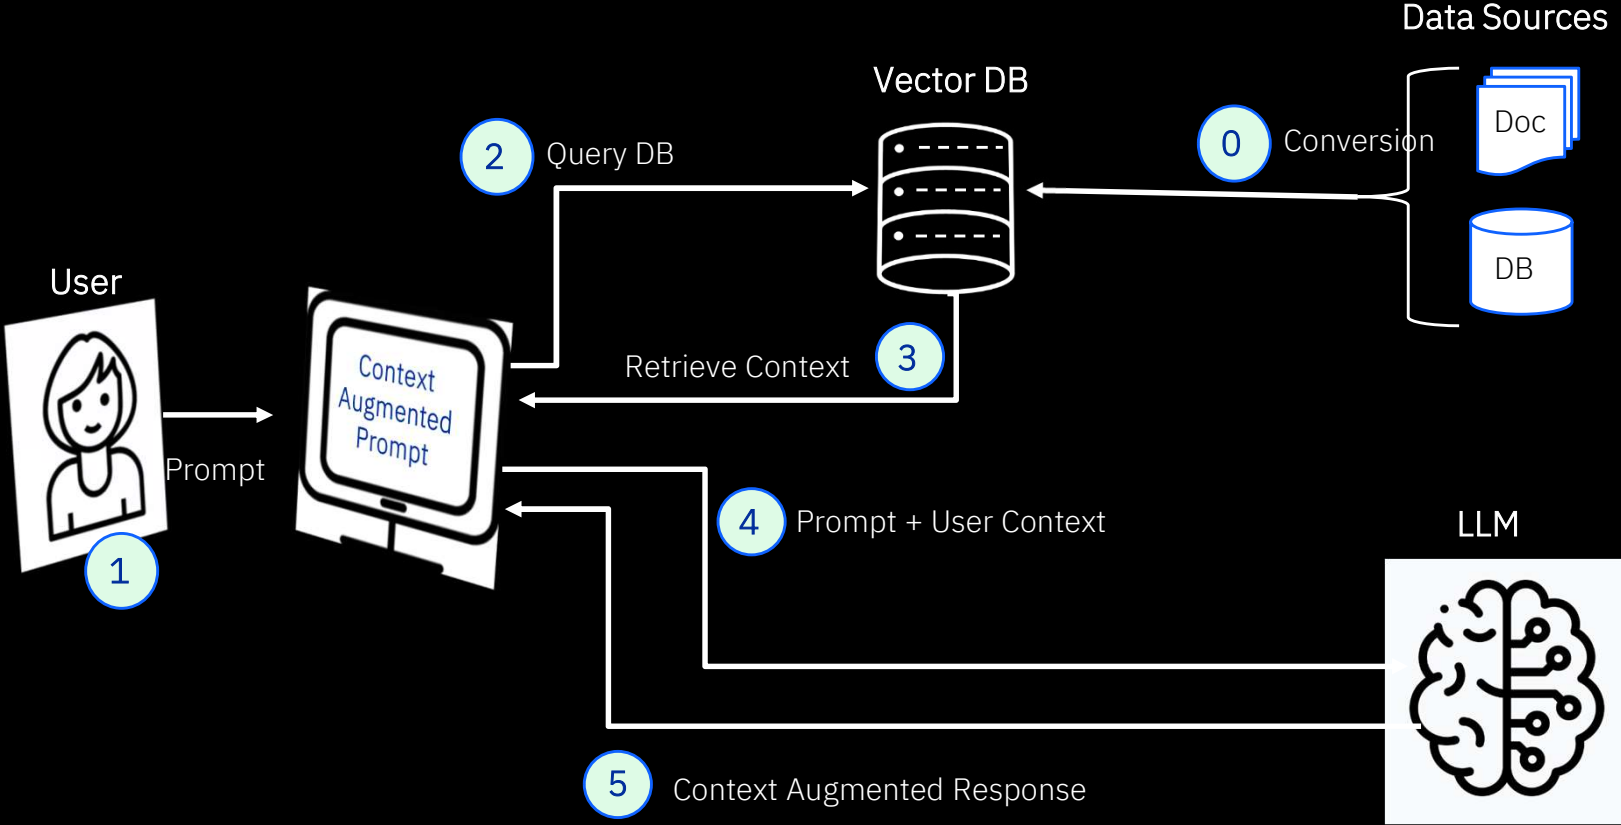 Data Sources
Vector DB
Doc
0
Conversion
2
Query DB
DB
User
3
Retrieve Context
Context
Augmented
Prompt
Prompt
4
Prompt + User Context
LLM
1
5
Context Augmented Response